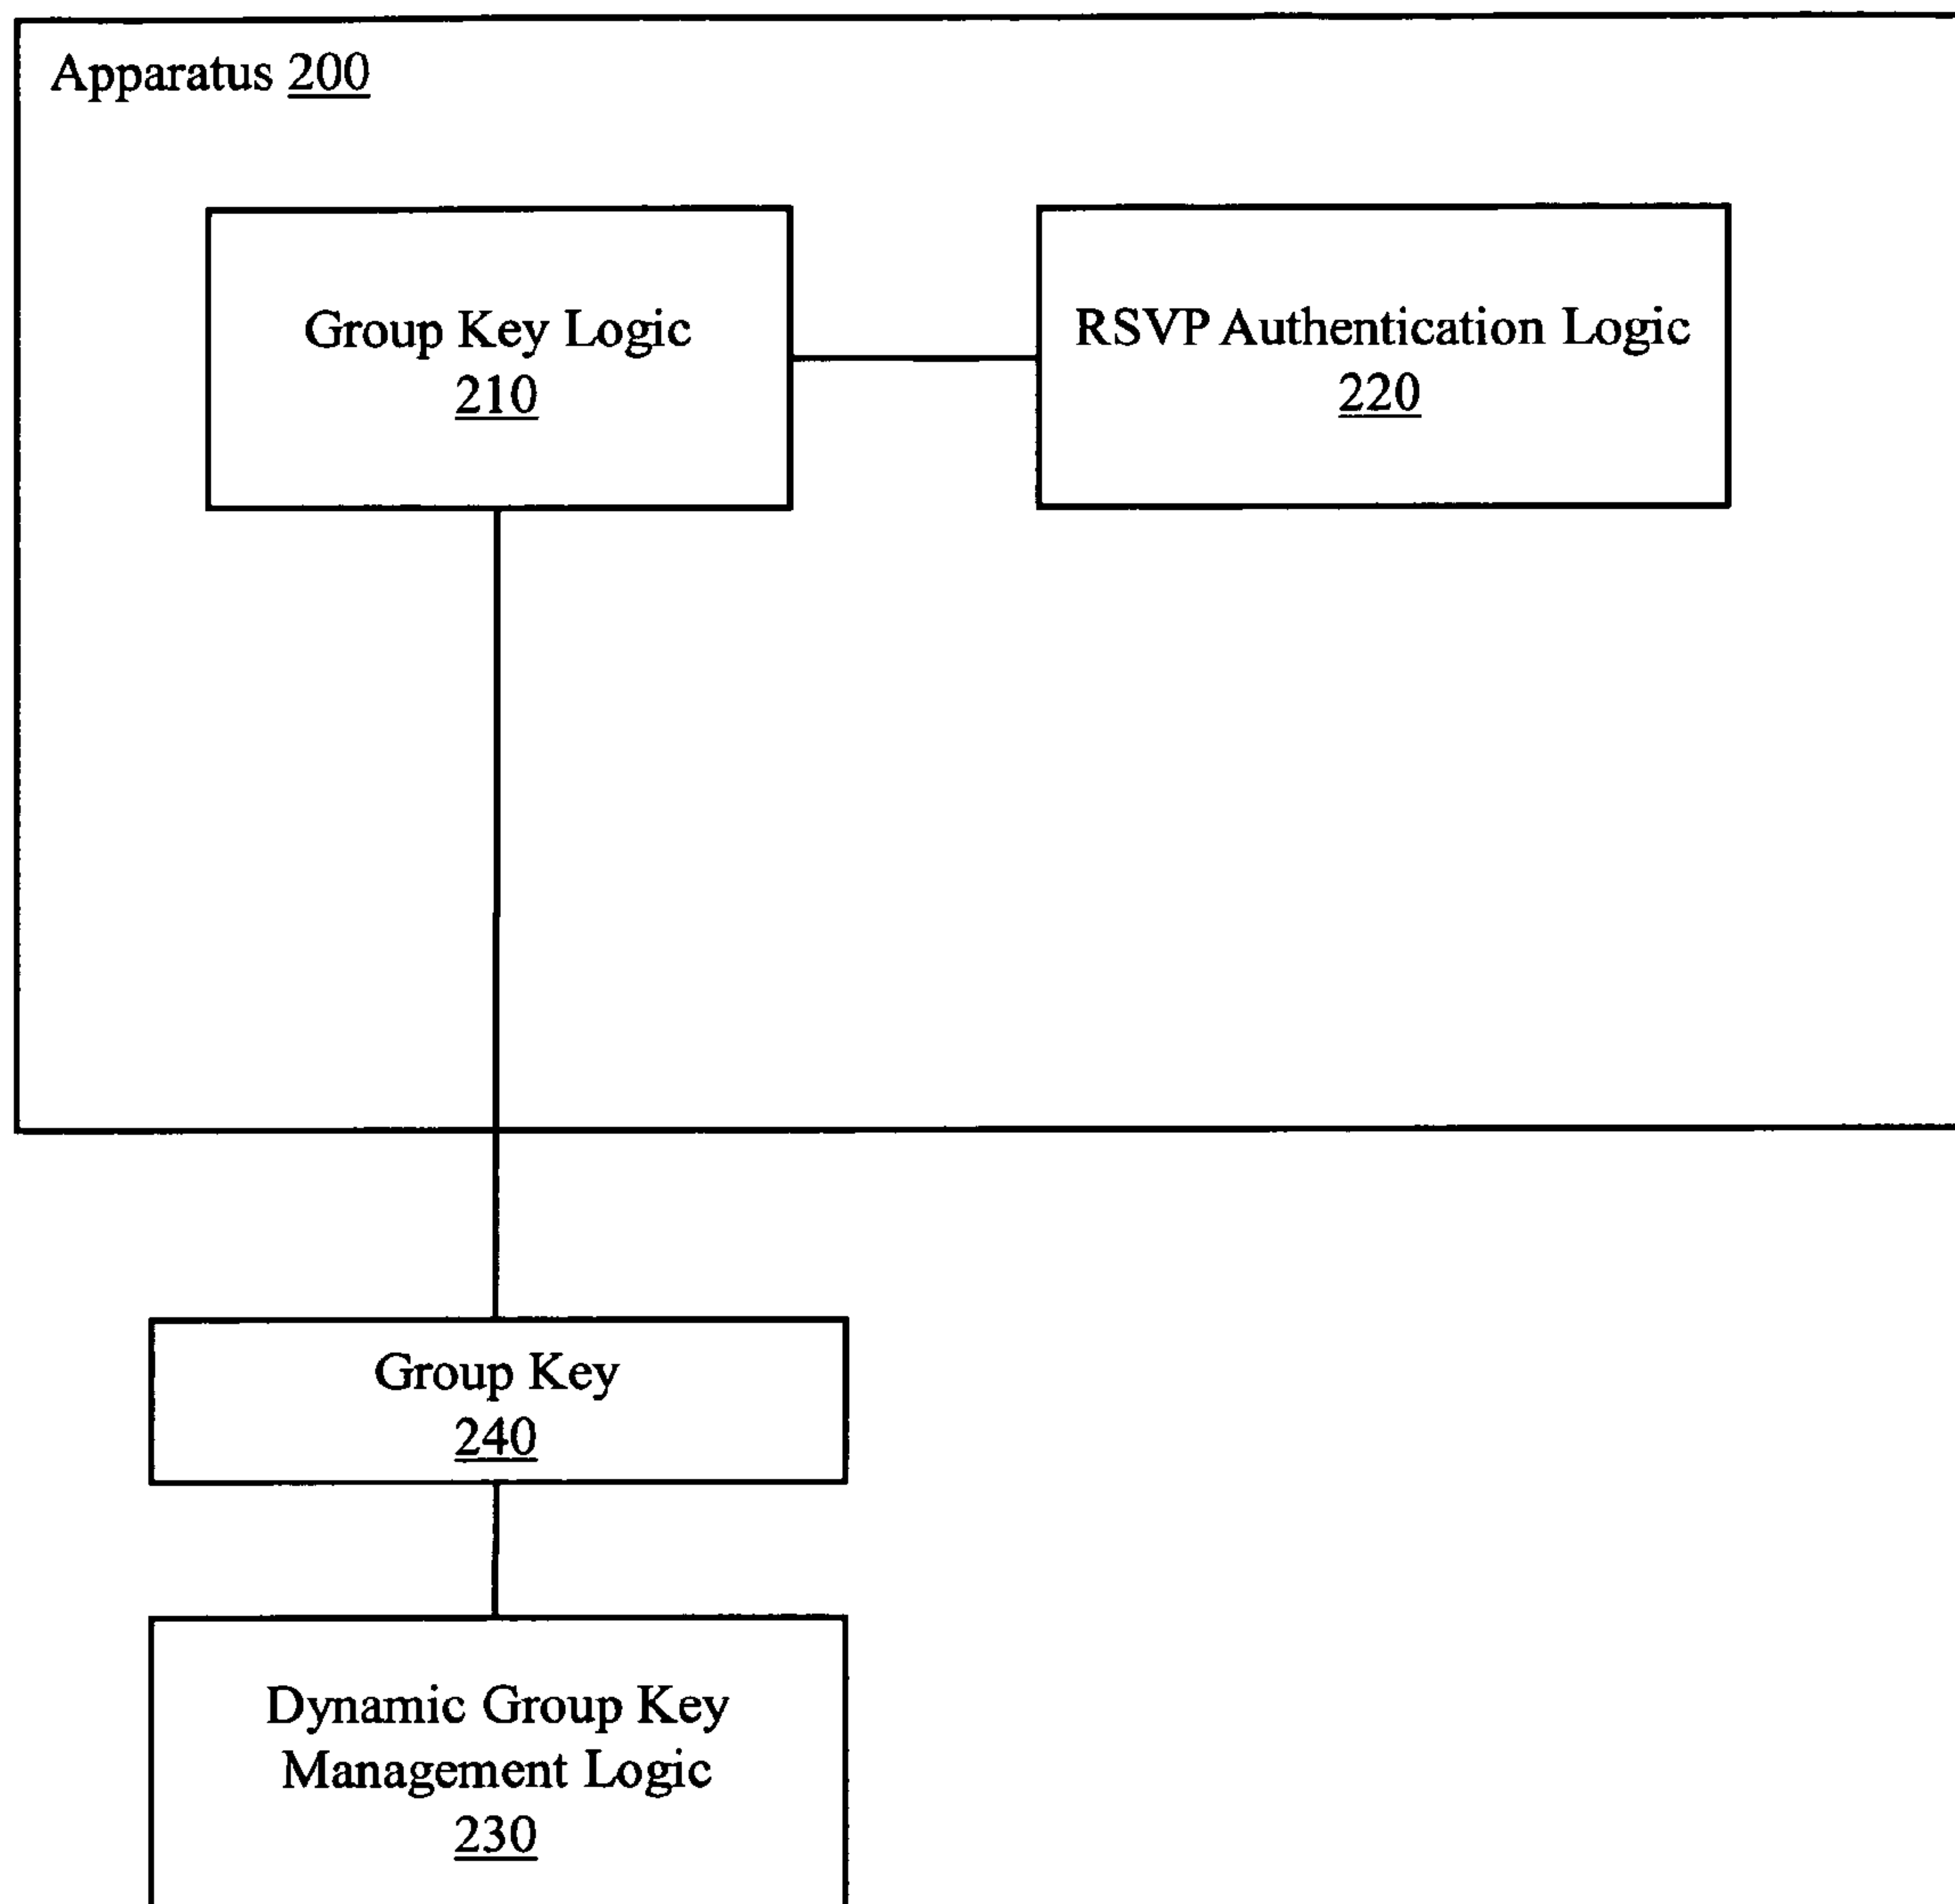 Apparatus 200
Group Key Logic
210
RSVP Authentication Logic
220
Group Key
240
Dynamic Group Key
Management Logic
230